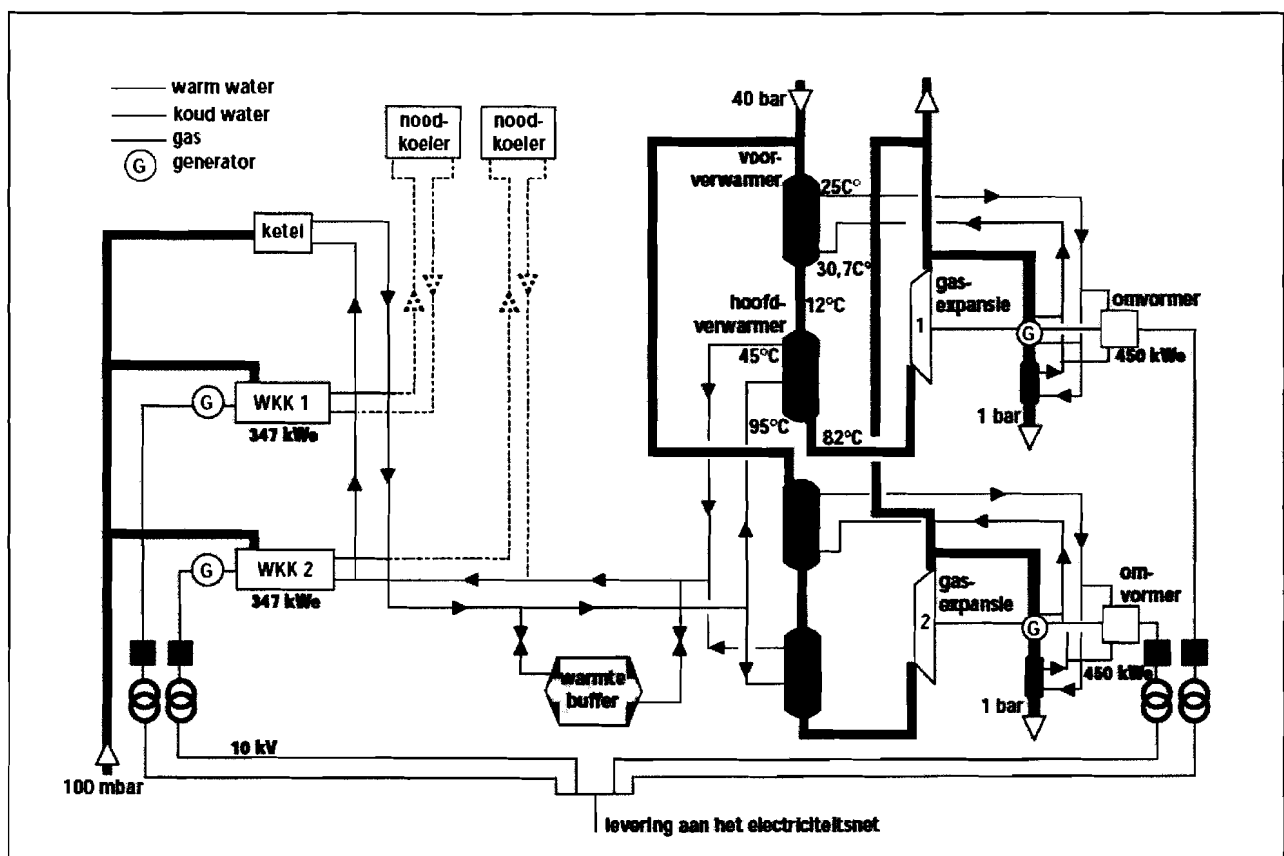 warm water
koud water
gas
G generator
nood-
koeler
nood-
koeler
ketel
G
WKK 1
347 kWe
G
WKK 2
347 kWe
warmte
buffer
10 kV
100 mbar
levering aan het electriciteitsnet
40 bar
voor-
verwarmer
25C°
30,7C°
12°C
hoofd-
verwarmer
45°C
95°C
82°C
gas-
expansie
1
G
omvormer
450 kWe
1 bar
gas-
expansie
2
G
om-
vormer
450 kWe
1 bar